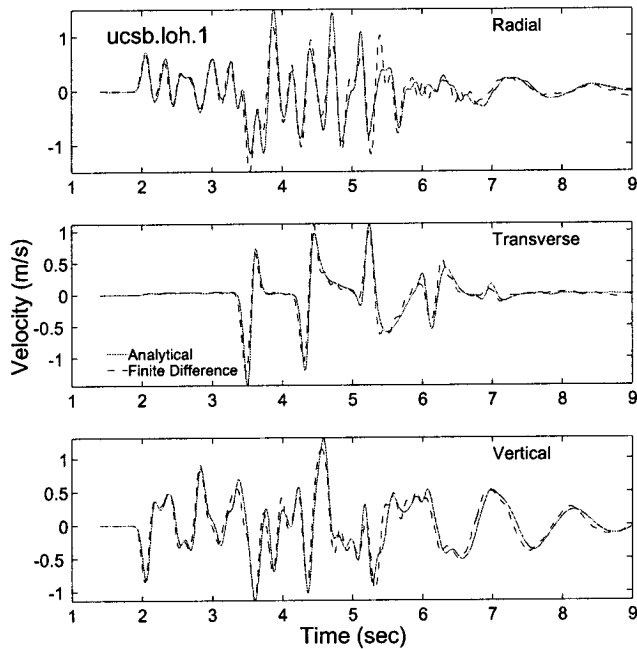 ucsb.loh.1
Radial
1
0
-1
1 2 3 4 5 6 7 8 9
Transverse
1
0.5
0
-0.5
-1
Analytical
Finite Difference
1 2 3 4 5 6 7 8 9
Velocity (m/s)
Vertical
1
0.5
0
-0.5
-1
1 2 3 4 5 6 7 8 9
Time (sec)